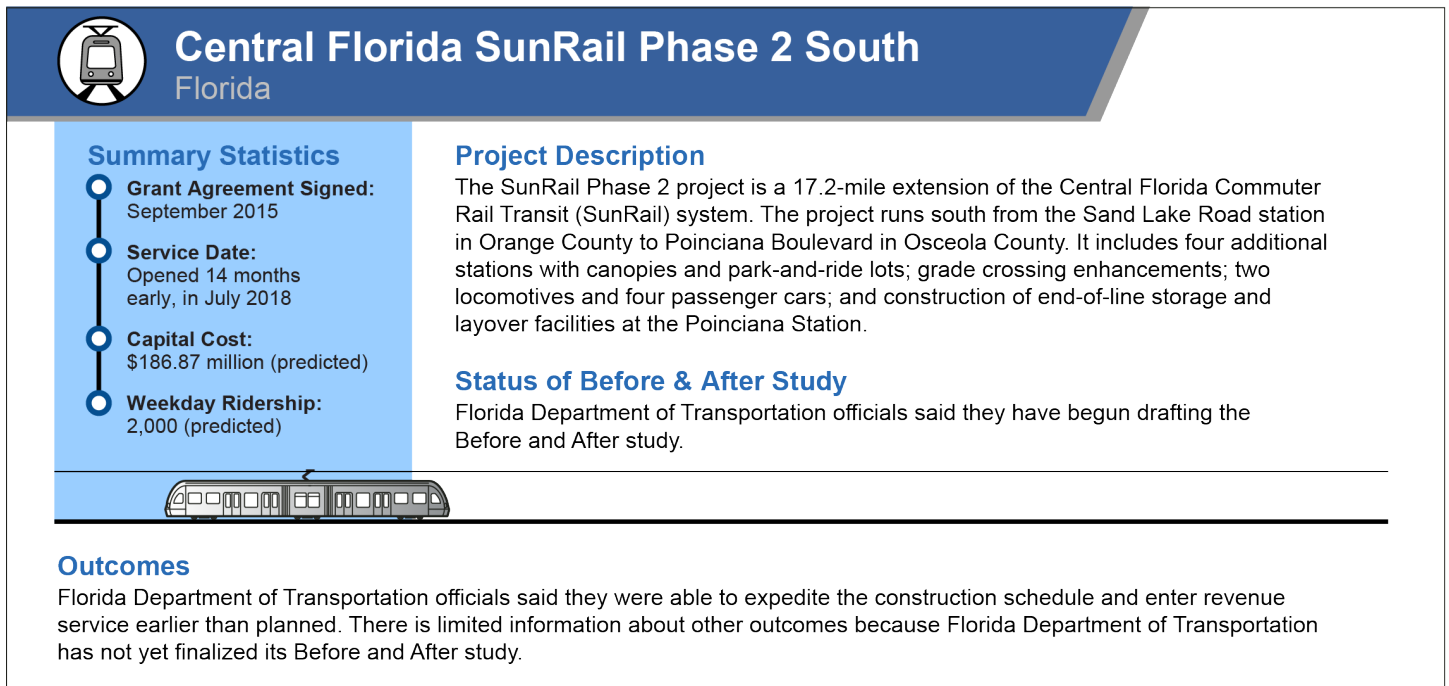 Central Florida SunRail Phase 2 South
Florida
Summary Statistics
Grant Agreement Signed:
September 2015
Service Date:
Opened 14 months
early, in July 2018
Capital Cost:
$186.87 million (predicted)
Weekday Ridership:
2,000 (predicted)
Project Description
The SunRail Phase 2 project is a 17.2-mile extension of the Central Florida Commuter
Rail Transit (SunRail) system. The project runs south from the Sand Lake Road station
in Orange County to Poinciana Boulevard in Osceola County. It includes four additional
stations with canopies and park-and-ride lots; grade crossing enhancements; two
locomotives and four passenger cars; and construction of end-of-line storage and
layover facilities at the Poinciana Station.
Status of Before & After Study
Florida Department of Transportation officials said they have begun drafting the
Before and After study.
Outcomes
Florida Department of Transportation officials said they were able to expedite the construction schedule and enter revenue
service earlier than planned. There is limited information about other outcomes because Florida Department of Transportation
has not yet finalized its Before and After study.